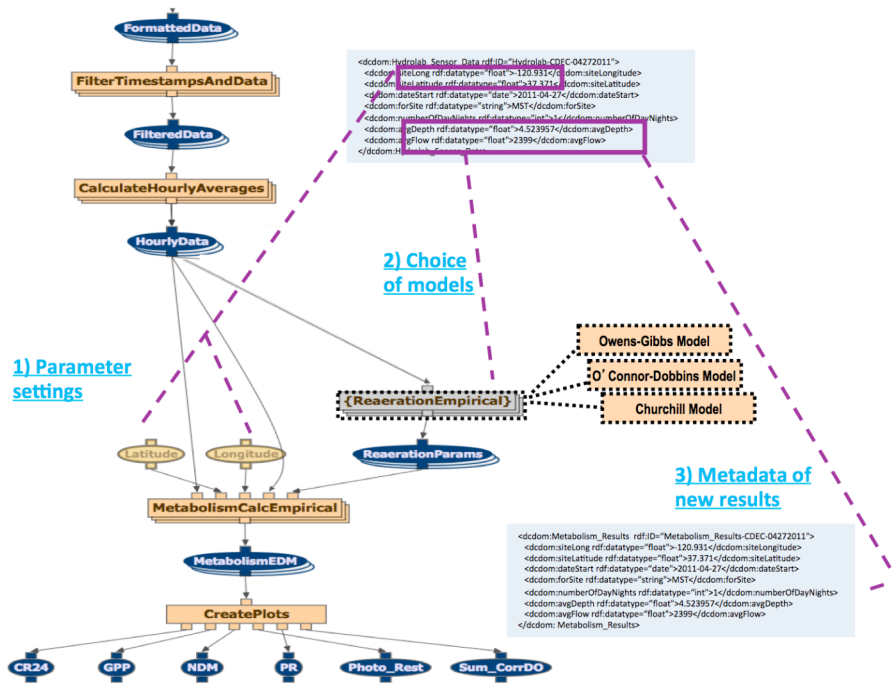 FormattedData
FilterTimestampsAndData
FilteredData
CalculateHourlyAverages
HourlyData
<dcdom:Hydrolab_Sensor_Data rdf:ID="Hydrolab-CDEC-04272011">
<dcdom:siteLong rdf:datatype="float">-120.931</dcdom:siteLongitude>
<dcdom:siteLatitude rdf:datatype="float">37.371</dcdom:siteLatitude>
<dcdom:dateStart rdf:datatype="date">2011-04-27</dcdom:dateStart>
<dcdom:forSite rdf:datatype="string">MST</dcdom:forSite>
<dcdom:numberOfDayNights rdf:datatype="int">1</dcdom:numberOfDayNights>
<dcdom:avgDepth rdf:datatype="float">4.523957</dcdom:avgDepth>
<dcdom:avgFlow rdf:datatype="float">2399</dcdom:avgFlow>
</dcdom:Hydrolab_Sensor_Data>
2) Choice
of models
1) Parameter
settings
Owens-Gibbs Model
O' Connor-Dobbins Model
Churchill Model
{ReaerationEmpirical}
Latitude
Longitude
ReaerationParams
MetabolismCalcEmpirical
3) Metadata of
new results
MetabolismEDM
CreatePlots
<dcdom:Metabolism_Results rdf:ID="Metabolism_Results-CDEC-04272011">
<dcdom:siteLong rdf:datatype="float">-120.931</dcdom:siteLongitude>
<dcdom:siteLatitude rdf:datatype="float">37.371</dcdom:siteLatitude>
<dcdom:dateStart rdf:datatype="date">2011-04-27</dcdom:dateStart>
<dcdom:forSite rdf:datatype="string">MST</dcdom:forSite>
<dcdom:numberOfDayNights rdf:datatype="int">1</dcdom:numberOfDayNights>
<dcdom:avgDepth rdf:datatype="float">4.523957</dcdom:avgDepth>
<dcdom:avgFlow rdf:datatype="float">2399</dcdom:avgFlow>
</dcdom: Metabolism_Results>
CR24
GPP
NDM
PR
Photo_Rest
Sum_CorrDO